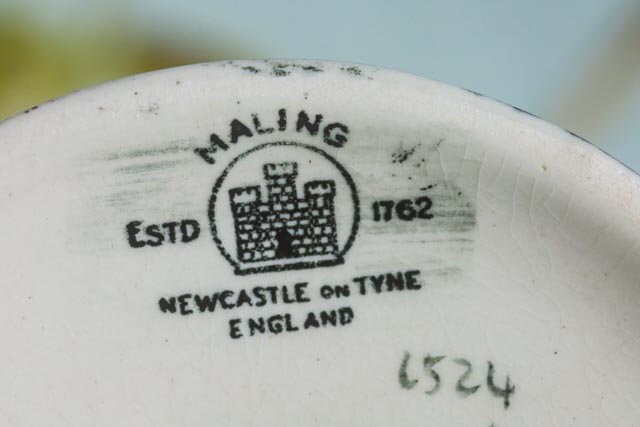 MALING
ESTD 1762
NEWCASTLE ON TYNE
ENGLAND
6524